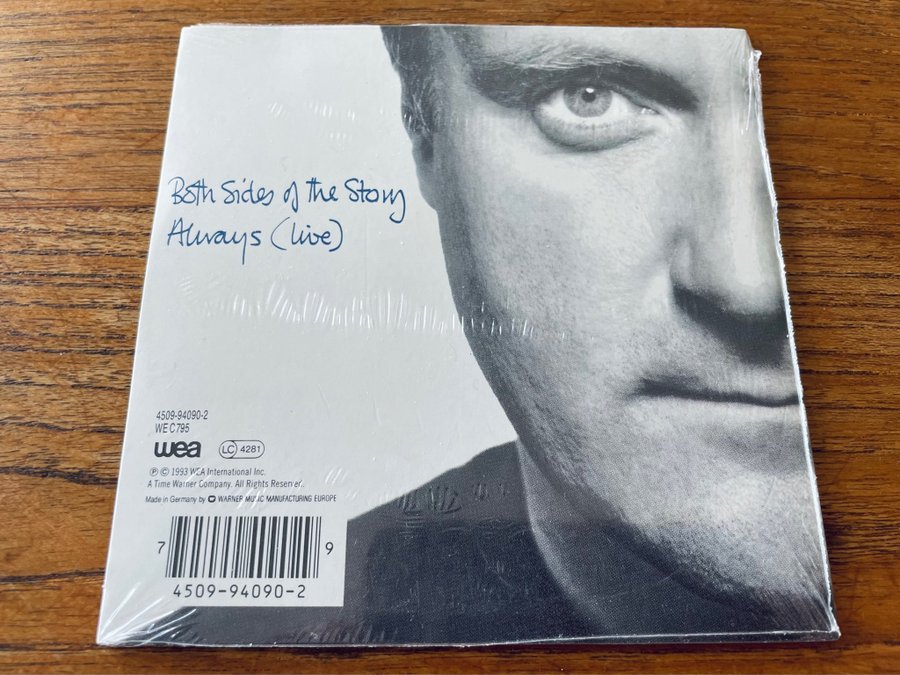 Both Sides of the Story
Always (live)
4509-94090-2
WE C795
wea LC 4281
Ⓟ © 1993 WEA International Inc.
A Time Warner Company. All Rights Reserved.
Made in Germany by WARNER MUSIC MANUFACTURING EUROPE
7 9
4509-94090-2